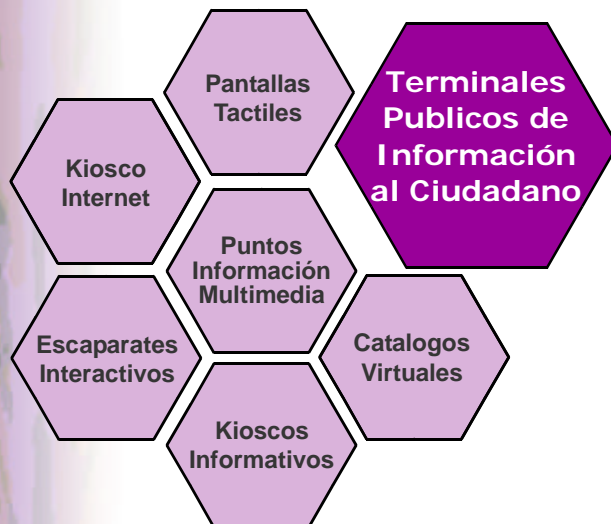 Pantallas
Tactiles
Terminales
Publicos de
Información
al Ciudadano
Kiosco
Internet
Puntos
Información
Multimedia
Escaparates
Interactivos
Catalogos
Virtuales
Kioscos
Informativos